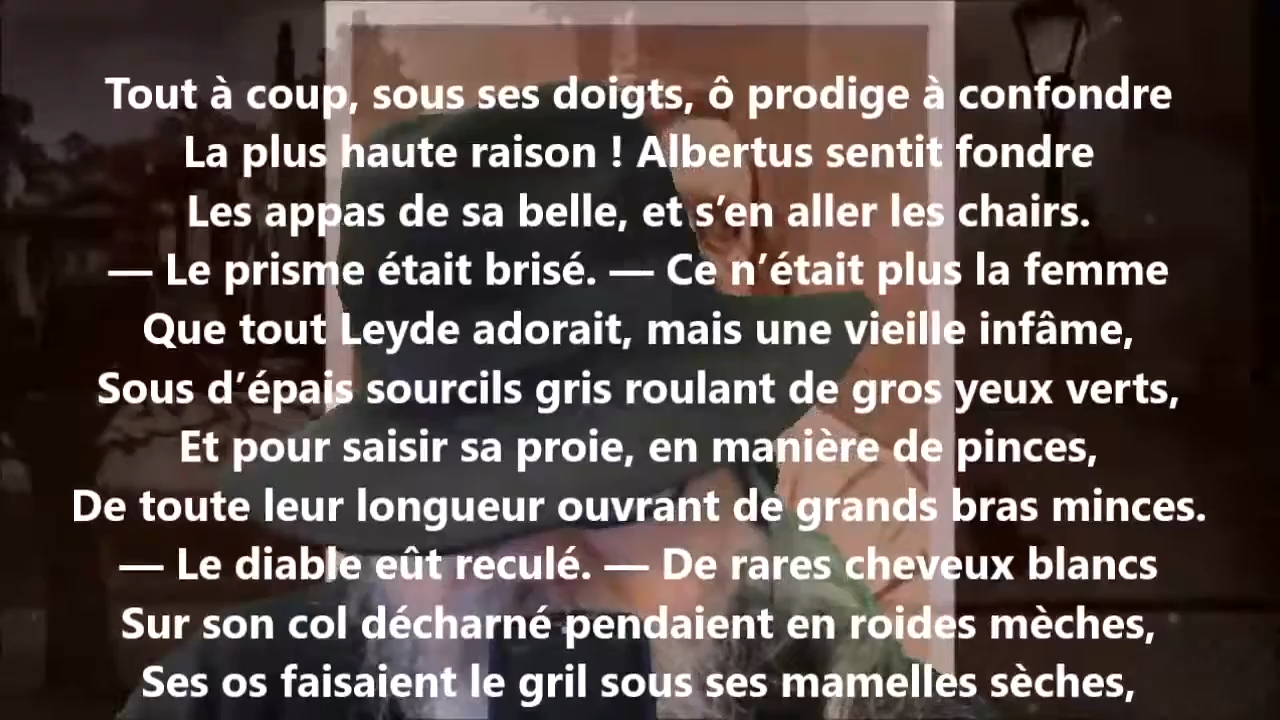 Tout à coup, sous ses doigts, ô prodige à confondre
La plus haute raison ! Albertus sentit fondre
Les appas de sa belle, et s’en aller les chairs.
— Le prisme était brisé. — Ce n’était plus la femme
Que tout Leyde adorait, mais une vieille infâme,
Sous d’épais sourcils gris roulant de gros yeux verts,
Et pour saisir sa proie, en manière de pinces,
De toute leur longueur ouvrant de grands bras minces.
— Le diable eût reculé. — De rares cheveux blancs
Sur son col décharné pendaient en roides mèches,
Ses os faisaient le gril sous ses mamelles sèches,